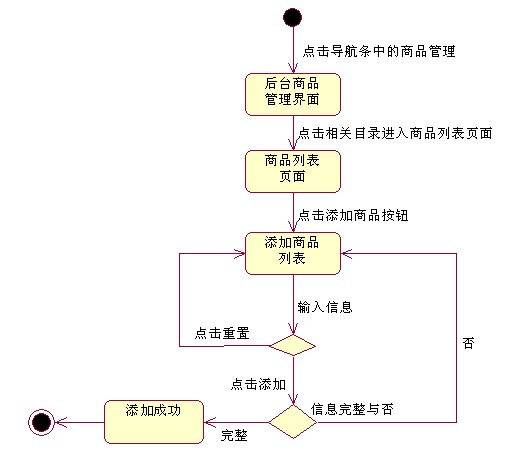 点击导航条中的商品管理
后台商品
管理界面
点击相关目录进入商品列表页面
商品列表
页面
点击添加商品按钮
添加商品
列表
输入信息
点击重置
否
点击添加
添加成功
信息完整与否
完整